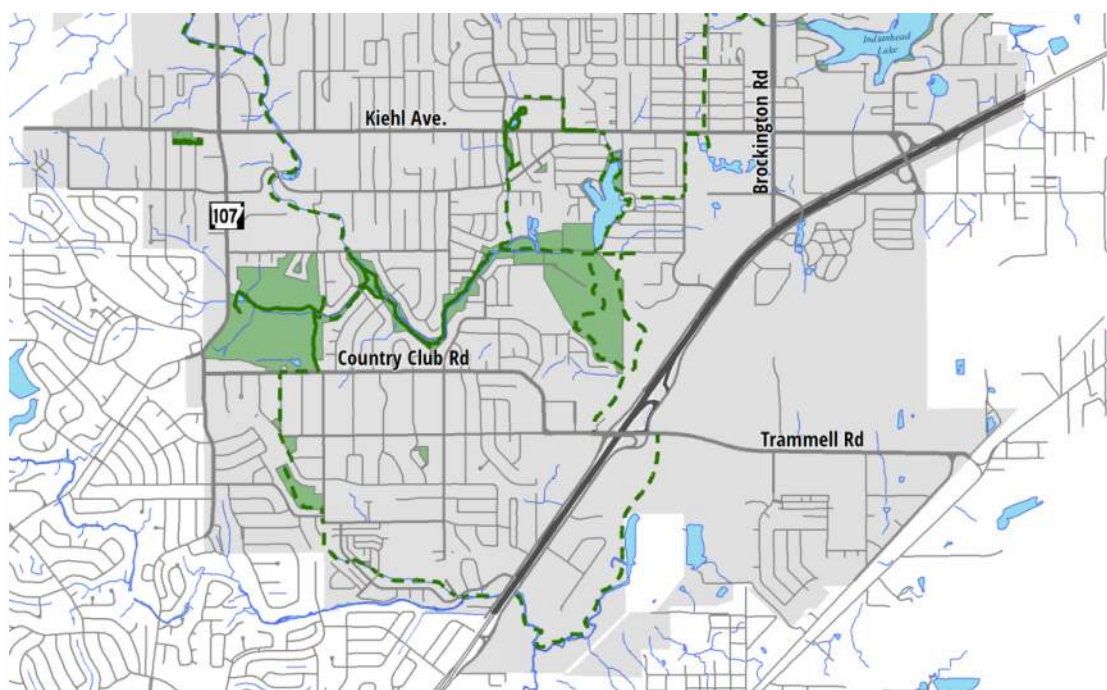 Indianhead
Lake
Kiehl Ave.
Brockington Rd
107
Country Club Rd
Trammell Rd